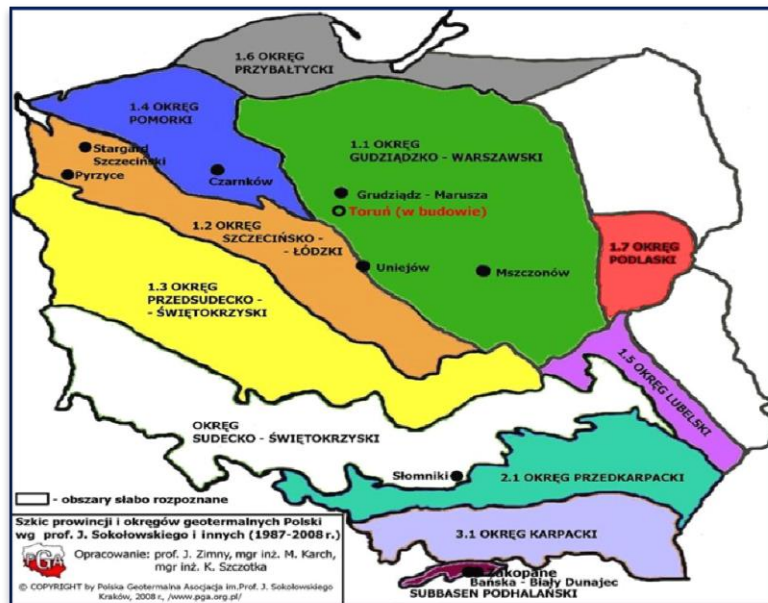 1.6 OKRĘG
PRZYBAŁTYCKI
1.4 OKRĘG
POMORKI
1.1 OKRĘG
GUDZIĄDZKO - WARSZAWSKI
Stargard
Szczeciński
Pyrzyce
Czarnków
Grudziądz - Marusza
Toruń (w budowie)
1.2 OKRĘG
SZCZECIŃSKO -
- ŁÓDZKI
1.7 OKRĘG
PODLASKI
Uniejów
Mszczonów
1.3 OKRĘG
PRZEDSUDECKO -
- ŚWIĘTOKRZYSKI
1.5 OKRĘG LUBELSKI
OKRĘG
SUDECKO - ŚWIĘTOKRZYSKI
Słomniki
2.1 OKRĘG PRZEDKARPACKI
- obszary słabo rozpoznane
3.1 OKRĘG KARPACKI
Szkic prowincji i okręgów geotermalnych Polski
wg prof. J. Sokołowskiego i innych (1987-2008 r.)
PGA
Opracowanie: prof. J. Zimny, mgr inż. M. Karch,
mgr inż. K. Szczotka
© COPYRIGHT by Polska Geotermalna Asocjacja im.Prof. J. Sokołowskiego
Kraków, 2008 r., /www.pga.org.pl/
Zakopane
Bańska - Biały Dunajec
SUBBASEN PODHALAŃSKI